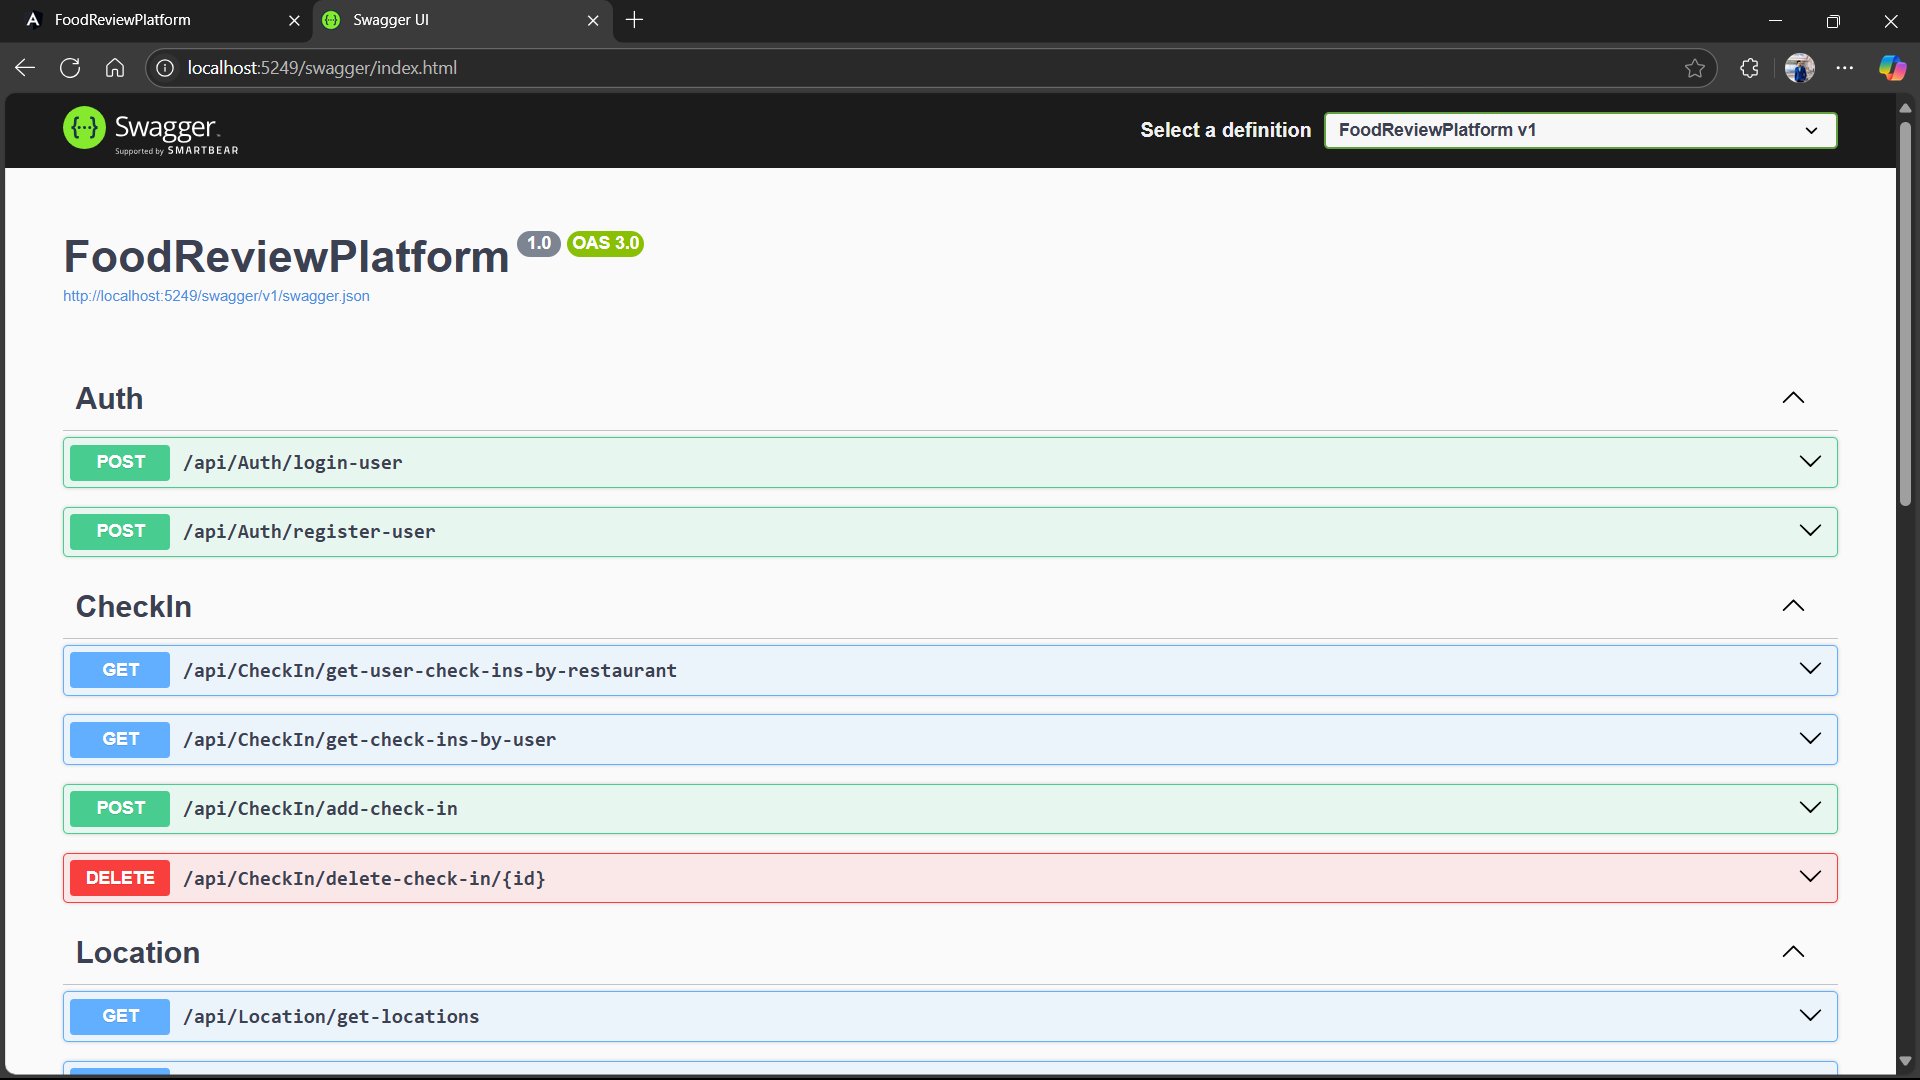 FoodReviewPlatform
Swagger UI
localhost:5249/swagger/index.html
Swagger.
Supported by SMARTBEAR
Select a definition
FoodReviewPlatform v1
FoodReviewPlatform 1.0 OAS 3.0
http://localhost:5249/swagger/v1/swagger.json
Auth
POST /api/Auth/login-user
POST /api/Auth/register-user
CheckIn
GET /api/CheckIn/get-user-check-ins-by-restaurant
GET /api/CheckIn/get-check-ins-by-user
POST /api/CheckIn/add-check-in
DELETE /api/CheckIn/delete-check-in/{id}
Location
GET /api/Location/get-locations